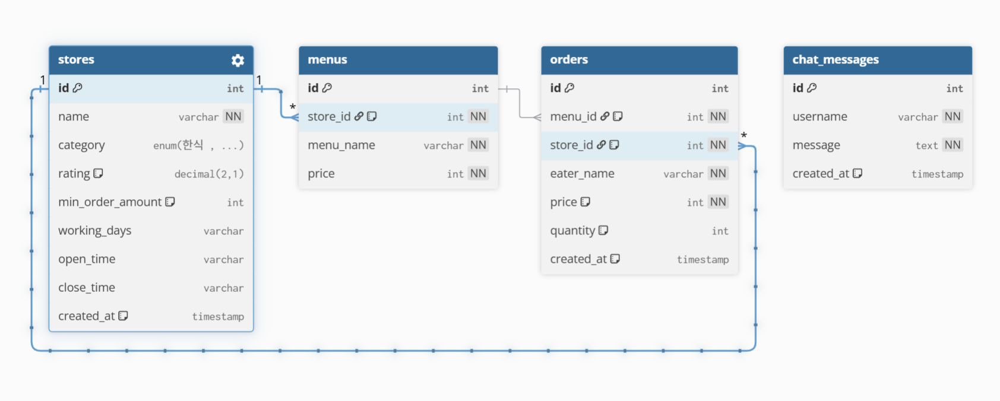 stores
1
id int
1
name varchar NN
category enum(한식 , ...)
rating decimal(2,1)
min_order_amount int
working_days varchar
open_time varchar
close_time varchar
created_at timestamp
menus
id int
*
store_id int NN
menu_name varchar NN
price int NN
orders
id int
menu_id int NN
store_id int NN
*
eater_name varchar NN
price int NN
quantity int
created_at timestamp
chat_messages
id int
username varchar NN
message text NN
created_at timestamp